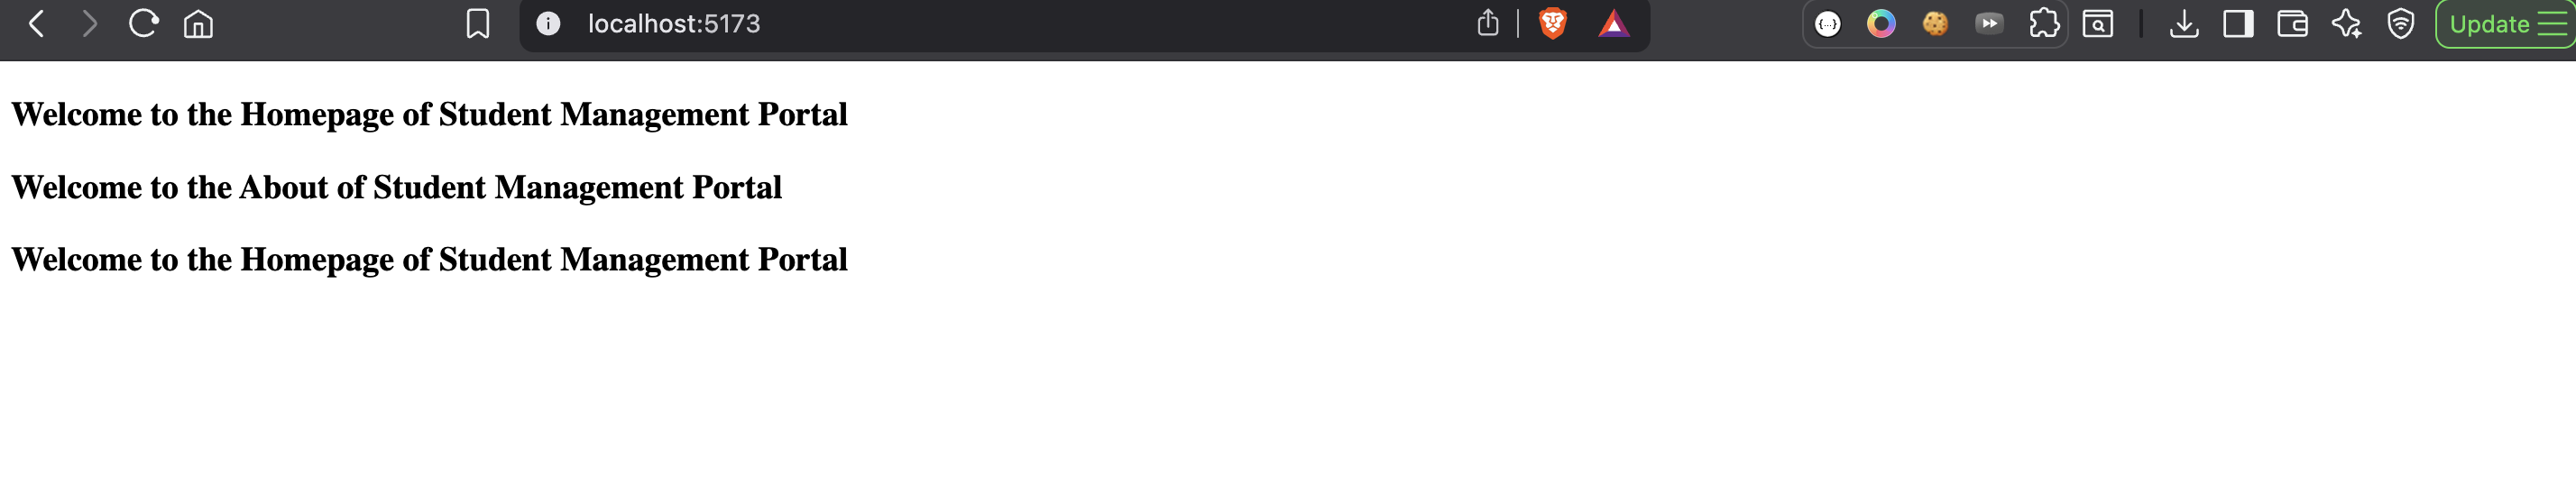 localhost:5173
Update
Welcome to the Homepage of Student Management Portal
Welcome to the About of Student Management Portal
Welcome to the Homepage of Student Management Portal